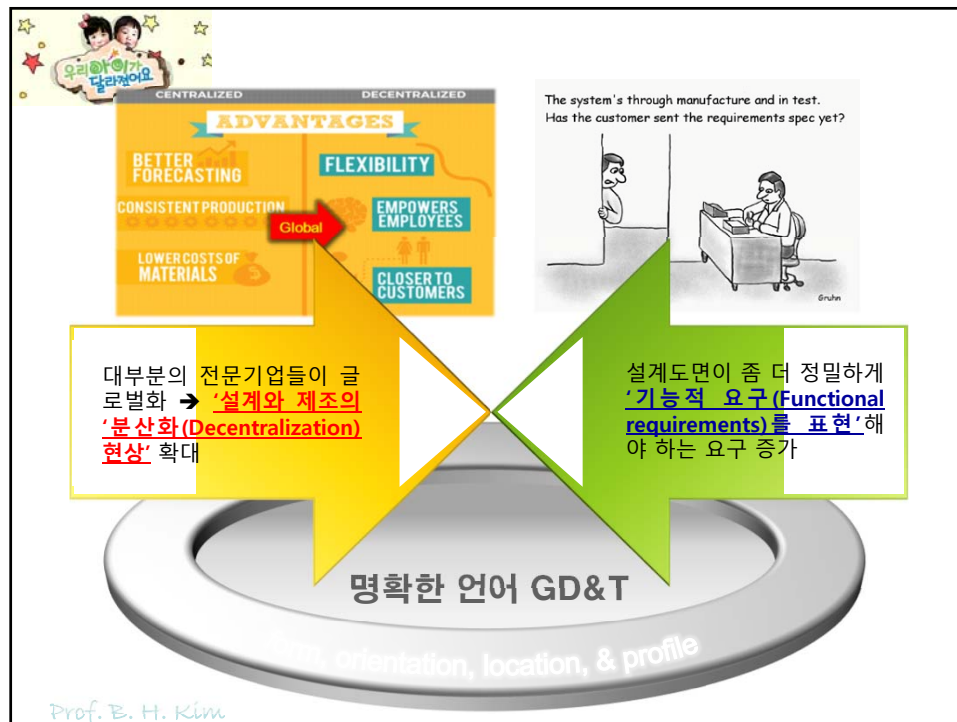 우리아이가
달라졌어요
CENTRALIZED
DECENTRALIZED
ADVANTAGES
BETTER
FORECASTING
CONSISTENT PRODUCTION
LOWER COSTS OF
MATERIALS
Global
FLEXIBILITY
EMPOWERS
EMPLOYEES
CLOSER TO
CUSTOMERS
The system's through manufacture and in test.
Has the customer sent the requirements spec yet?
Gruhn
대부분의 전문기업들이 글
로벌화 ➔ ‘설계와 제조의
‘분산화(Decentralization)
현상’ 확대
설계도면이 좀 더 정밀하게
‘기능적 요구(Functional
requirements)를 표현’해
야 하는 요구 증가
명확한 언어 GD&T
form, orientation, location, & profile
Prof. B. H. Kim